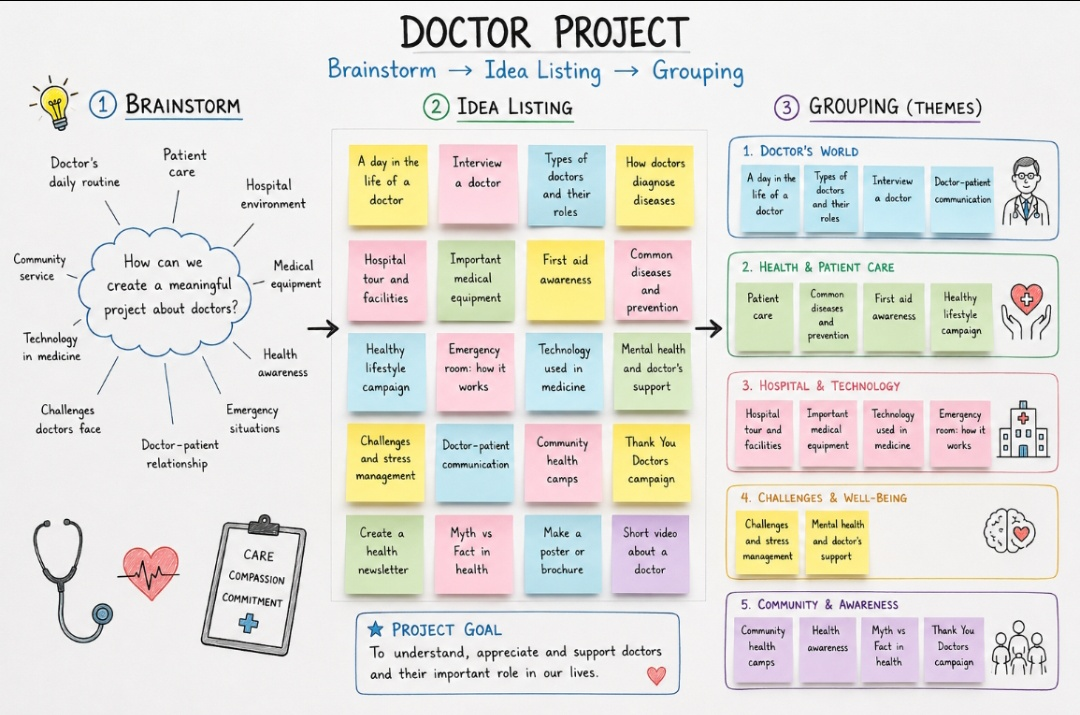 DOCTOR PROJECT
Brainstorm → Idea Listing → Grouping
1 BRAINSTORM
Doctor's
daily routine
Patient
care
Hospital
environment
Community
service
How can we
create a meaningful
project about doctors?
Medical
equipment
Technology
in medicine
Health
awareness
Challenges
doctors face
Emergency
situations
Doctor-patient
relationship
CARE
COMPASSION
COMMITMENT
2 IDEA LISTING
A day in the
life of a
doctor
Interview
a doctor
Types of
doctors
and their
roles
How doctors
diagnose
diseases
Hospital
tour and
facilities
Important
medical
equipment
First aid
awareness
Common
diseases
and
prevention
Healthy
lifestyle
campaign
Emergency
room: how it
works
Technology
used in
medicine
Mental health
and doctor's
support
Challenges
and stress
management
Doctor-patient
communication
Community
health
camps
Thank You
Doctors
campaign
Create a
health
newsletter
Myth vs
Fact in
health
Make a
poster or
brochure
Short video
about a
doctor
PROJECT GOAL
To understand, appreciate and support doctors
and their important role in our lives.
3 GROUPING (THEMES)
1. DOCTOR'S WORLD
A day in the
life of a
doctor
Types of
doctors
and their
roles
Interview
a doctor
Doctor-patient
communication
2. HEALTH & PATIENT CARE
Patient
care
Common
diseases
and
prevention
First aid
awareness
Healthy
lifestyle
campaign
3. HOSPITAL & TECHNOLOGY
Hospital
tour and
facilities
Important
medical
equipment
Technology
used in
medicine
Emergency
room: how it
works
4. CHALLENGES & WELL-BEING
Challenges
and stress
management
Mental health
and doctor's
support
5. COMMUNITY & AWARENESS
Community
health
camps
Health
awareness
Myth vs
Fact in
health
Thank You
Doctors
campaign